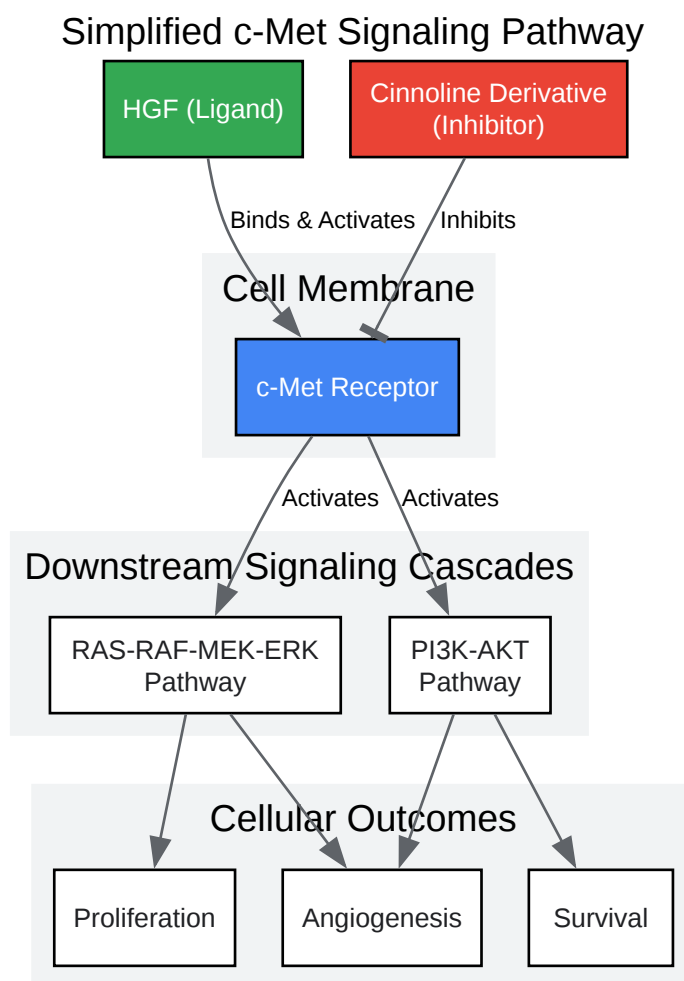 Simplified c-Met Signaling Pathway
HGF (Ligand)
Cinnoline Derivative
(Inhibitor)
Binds & Activates
Inhibits
Cell Membrane
c-Met Receptor
Activates
Activates
Downstream Signaling Cascades
RAS-RAF-MEK-ERK
Pathway
PI3K-AKT
Pathway
Cellular Outcomes
Proliferation
Angiogenesis
Survival